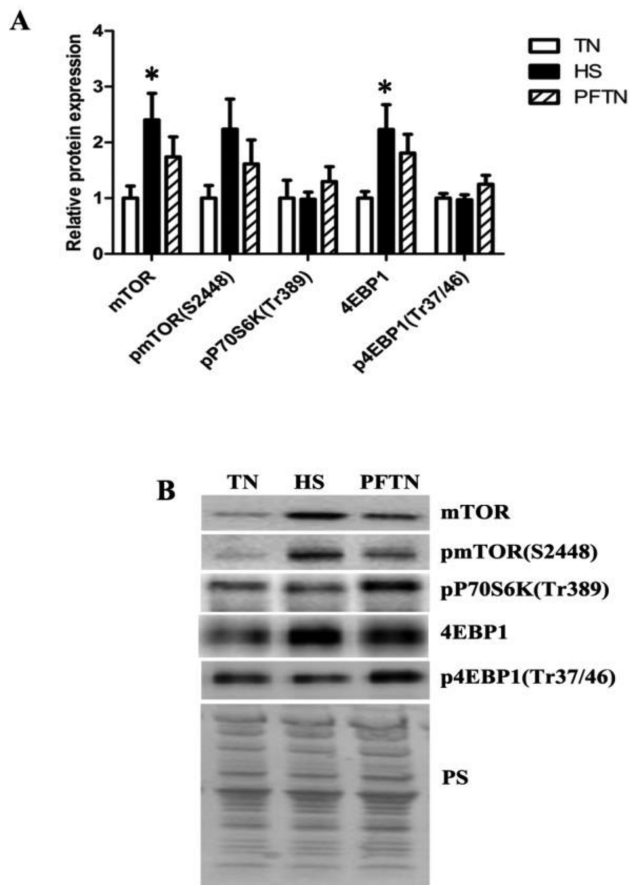 A
Relative protein expression
4
3
2
1
0
*
*
TN
HS
PFTN
mTOR
pmTOR(S2448)
pP70S6K(Tr389)
4EBP1
p4EBP1(Tr37/46)
B
TN HS PFTN
mTOR
pmTOR(S2448)
pP70S6K(Tr389)
4EBP1
p4EBP1(Tr37/46)
PS